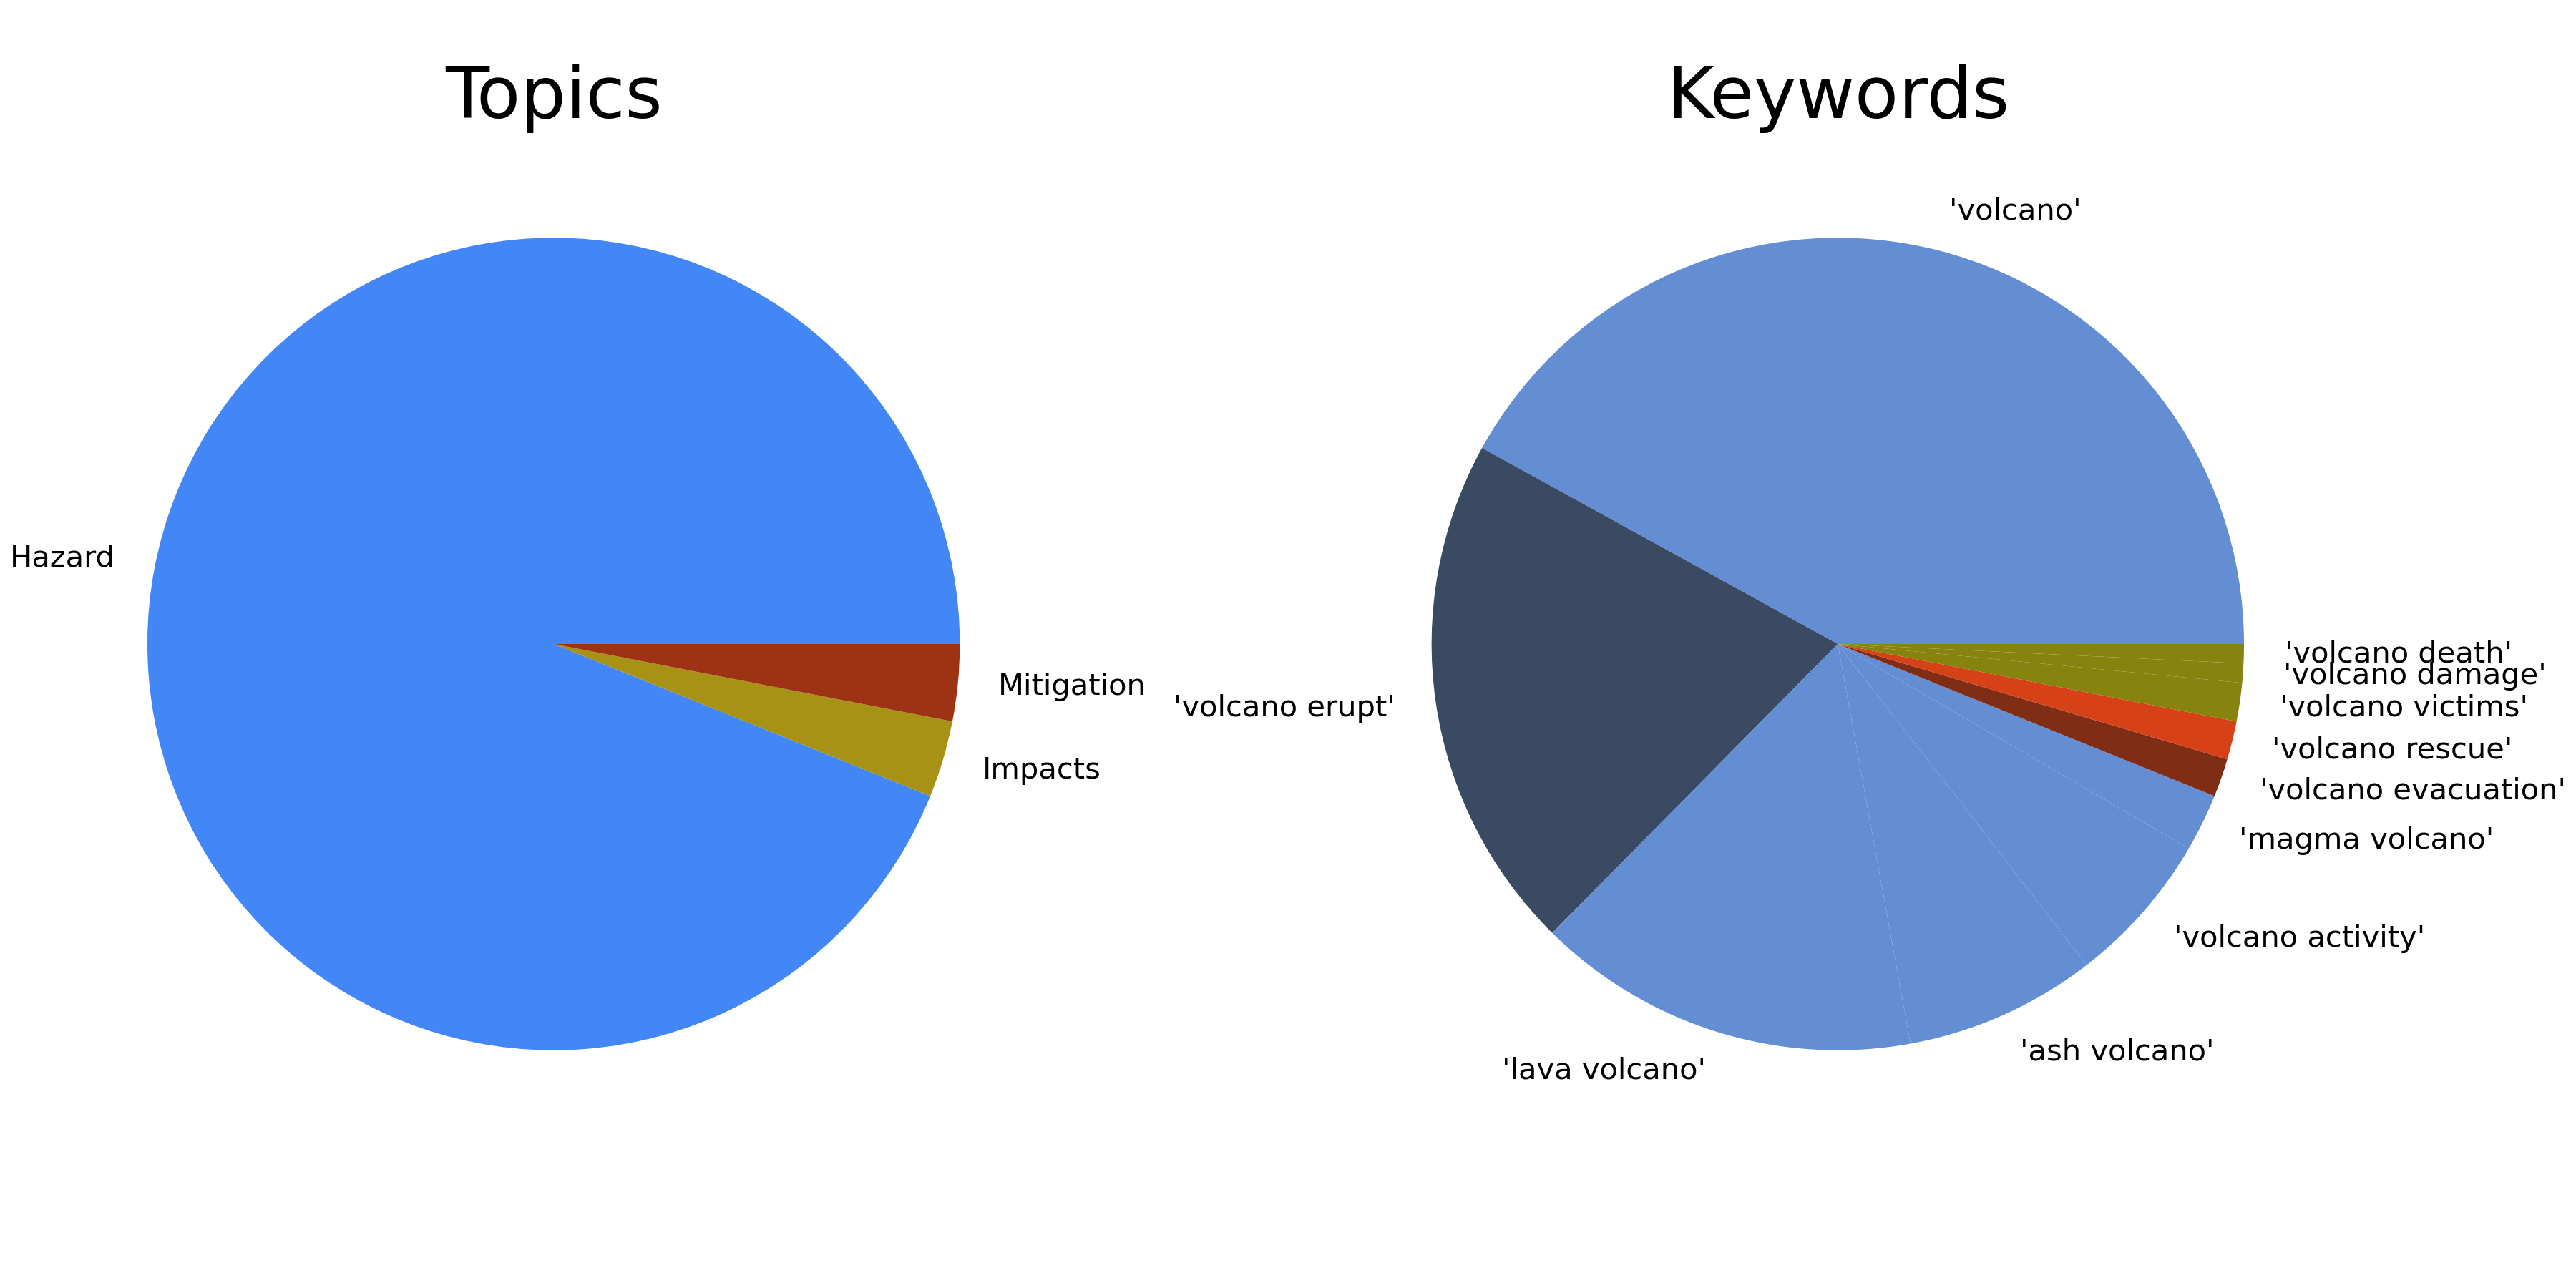 Topics
Hazard
Mitigation
Impacts
Keywords
'volcano'
'volcano erupt'
'lava volcano'
'ash volcano'
'volcano activity'
'magma volcano'
'volcano evacuation'
'volcano rescue'
'volcano victims'
'volcano damage'
'volcano death'